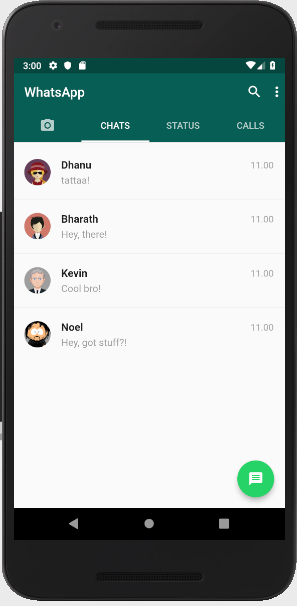 3:00
WhatsApp
CHATS STATUS CALLS
Dhanu 11.00
tattaa!
Bharath 11.00
Hey, there!
Kevin 11.00
Cool bro!
Noel 11.00
Hey, got stuff?!